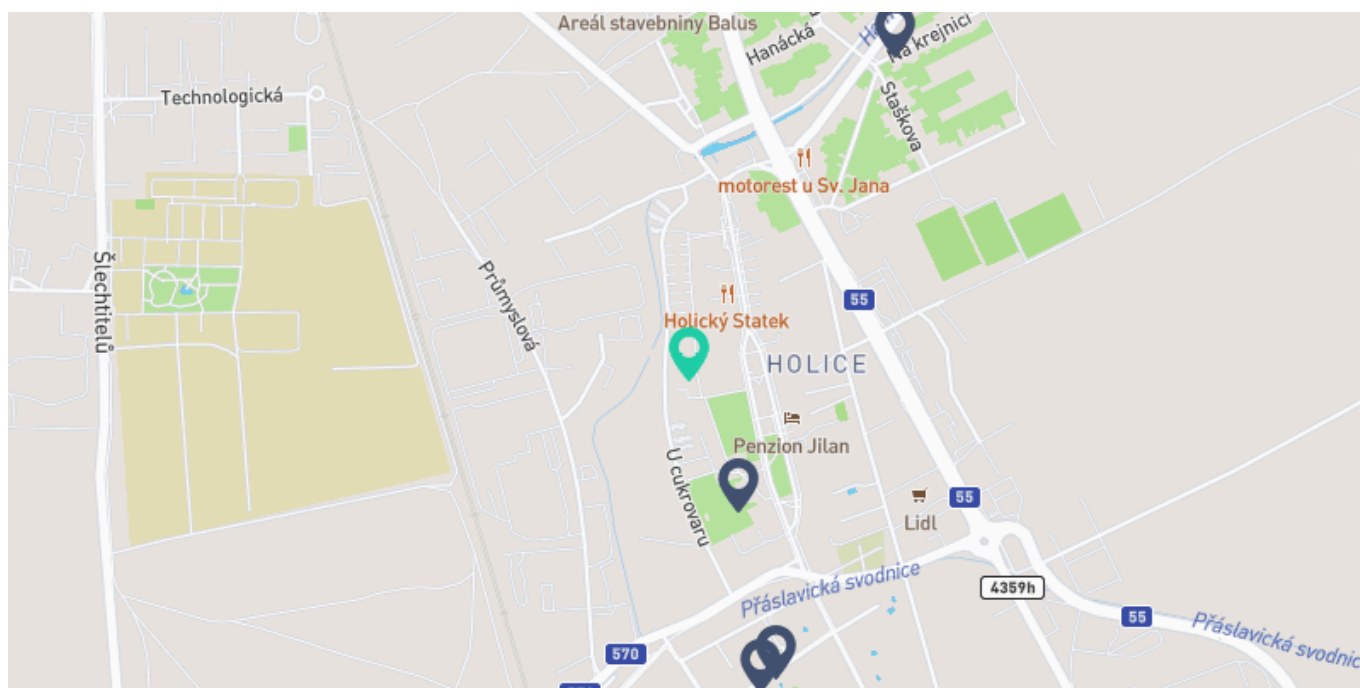 Areál stavebniny Balus
Hanácká
Na krejnici
Technologická
Staškova
motorest u Sv. Jana
Šlechtitelů
Průmyslová
55
Holický Statek
HOLICE
Penzion Jilan
U cukrovaru
55
Lidl
Přáslavická svodnice
4359h
55
Přáslavická svodnice
570